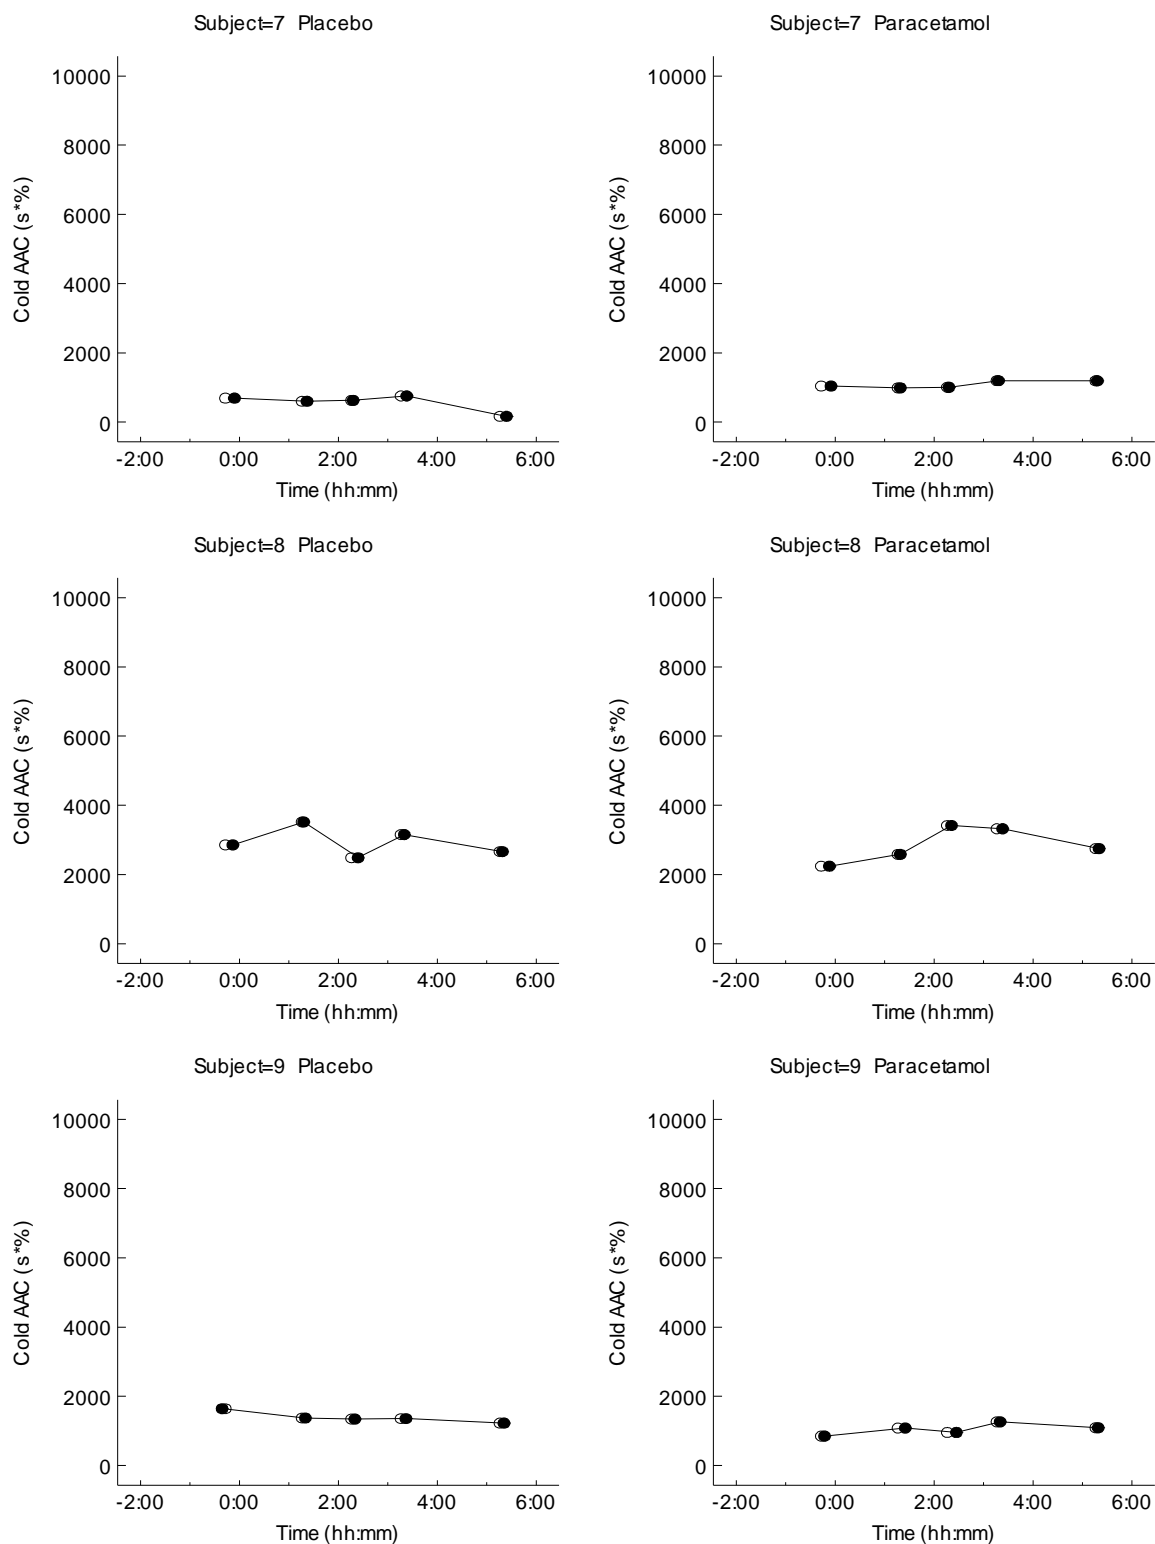 Subject=7 Placebo
10000
8000
6000
4000
2000
0
Cold AAC (s*%)
-2:00 0:00 2:00 4:00 6:00
Time (hh:mm)
Subject=7 Paracetamol
10000
8000
6000
4000
2000
0
Cold AAC (s*%)
-2:00 0:00 2:00 4:00 6:00
Time (hh:mm)
Subject=8 Placebo
10000
8000
6000
4000
2000
0
Cold AAC (s*%)
-2:00 0:00 2:00 4:00 6:00
Time (hh:mm)
Subject=8 Paracetamol
10000
8000
6000
4000
2000
0
Cold AAC (s*%)
-2:00 0:00 2:00 4:00 6:00
Time (hh:mm)
Subject=9 Placebo
10000
8000
6000
4000
2000
0
Cold AAC (s*%)
-2:00 0:00 2:00 4:00 6:00
Time (hh:mm)
Subject=9 Paracetamol
10000
8000
6000
4000
2000
0
Cold AAC (s*%)
-2:00 0:00 2:00 4:00 6:00
Time (hh:mm)